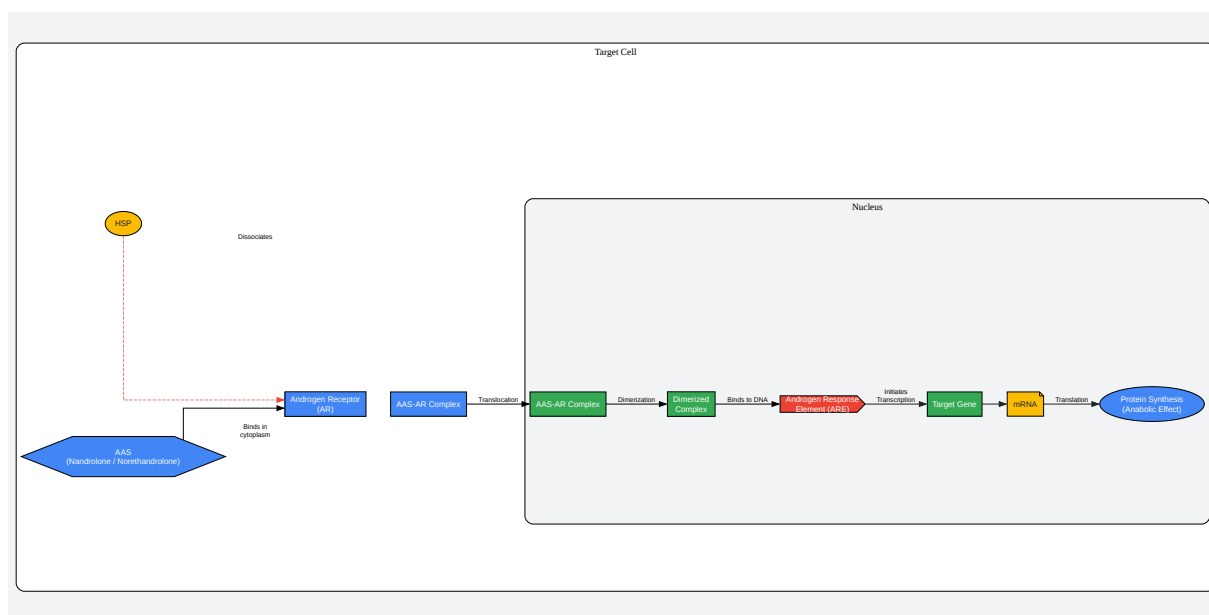 Target Cell
Nucleus
HSP
Dissociates
Androgen Receptor
(AR)
AAS-AR Complex
Translocation
AAS-AR Complex
Dimerization
Dimerized
Complex
Binds to DNA
Androgen Response
Element (ARE)
Initiates
Transcription
Target Gene
mRNA
Translation
Protein Synthesis
(Anabolic Effect)
Binds in
cytoplasm
AAS
(Nandrolone / Norethandrolone)